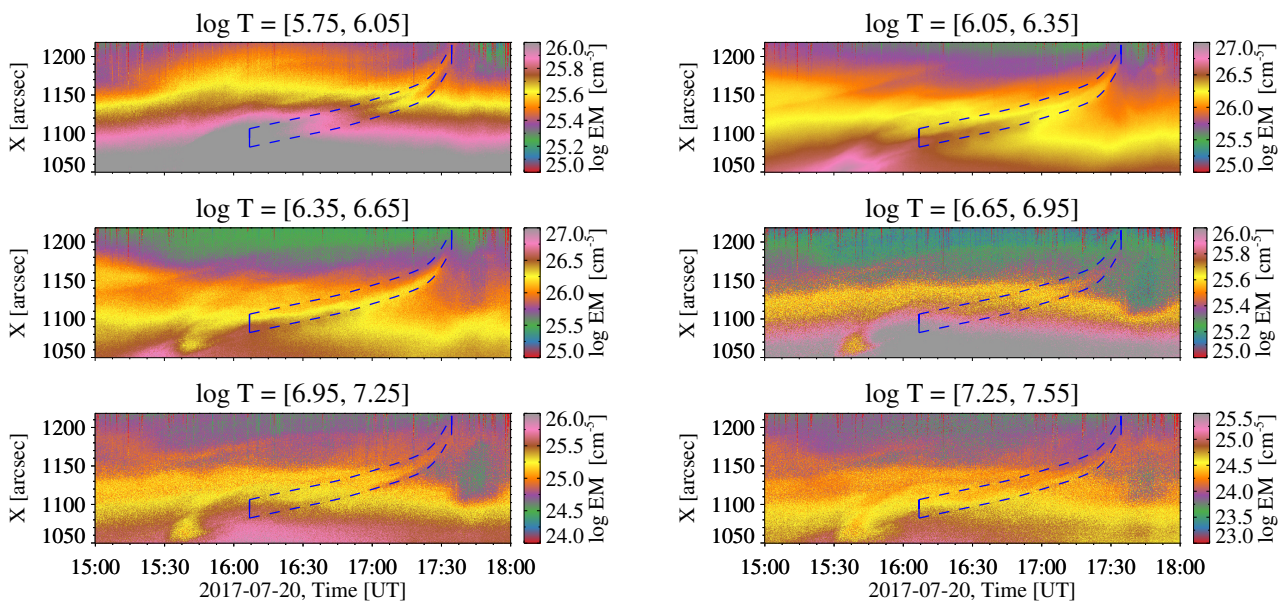 log T = [5.75, 6.05]
log T = [6.05, 6.35]
X [arcsec]
1200
1150
1100
1050
26.0
25.8
25.6
25.4
25.2
25.0
log EM [cm⁻⁵]
X [arcsec]
1200
1150
1100
1050
27.0
26.5
26.0
25.5
25.0
log EM [cm⁻⁵]
log T = [6.35, 6.65]
log T = [6.65, 6.95]
X [arcsec]
1200
1150
1100
1050
27.0
26.5
26.0
25.5
25.0
log EM [cm⁻⁵]
X [arcsec]
1200
1150
1100
1050
26.0
25.8
25.6
25.4
25.2
25.0
log EM [cm⁻⁵]
log T = [6.95, 7.25]
log T = [7.25, 7.55]
X [arcsec]
1200
1150
1100
1050
26.0
25.5
25.0
24.5
24.0
log EM [cm⁻⁵]
X [arcsec]
1200
1150
1100
1050
25.5
25.0
24.5
24.0
23.5
23.0
log EM [cm⁻⁵]
15:00 15:30 16:00 16:30 17:00 17:30 18:00
15:00 15:30 16:00 16:30 17:00 17:30 18:00
2017-07-20, Time [UT]
2017-07-20, Time [UT]